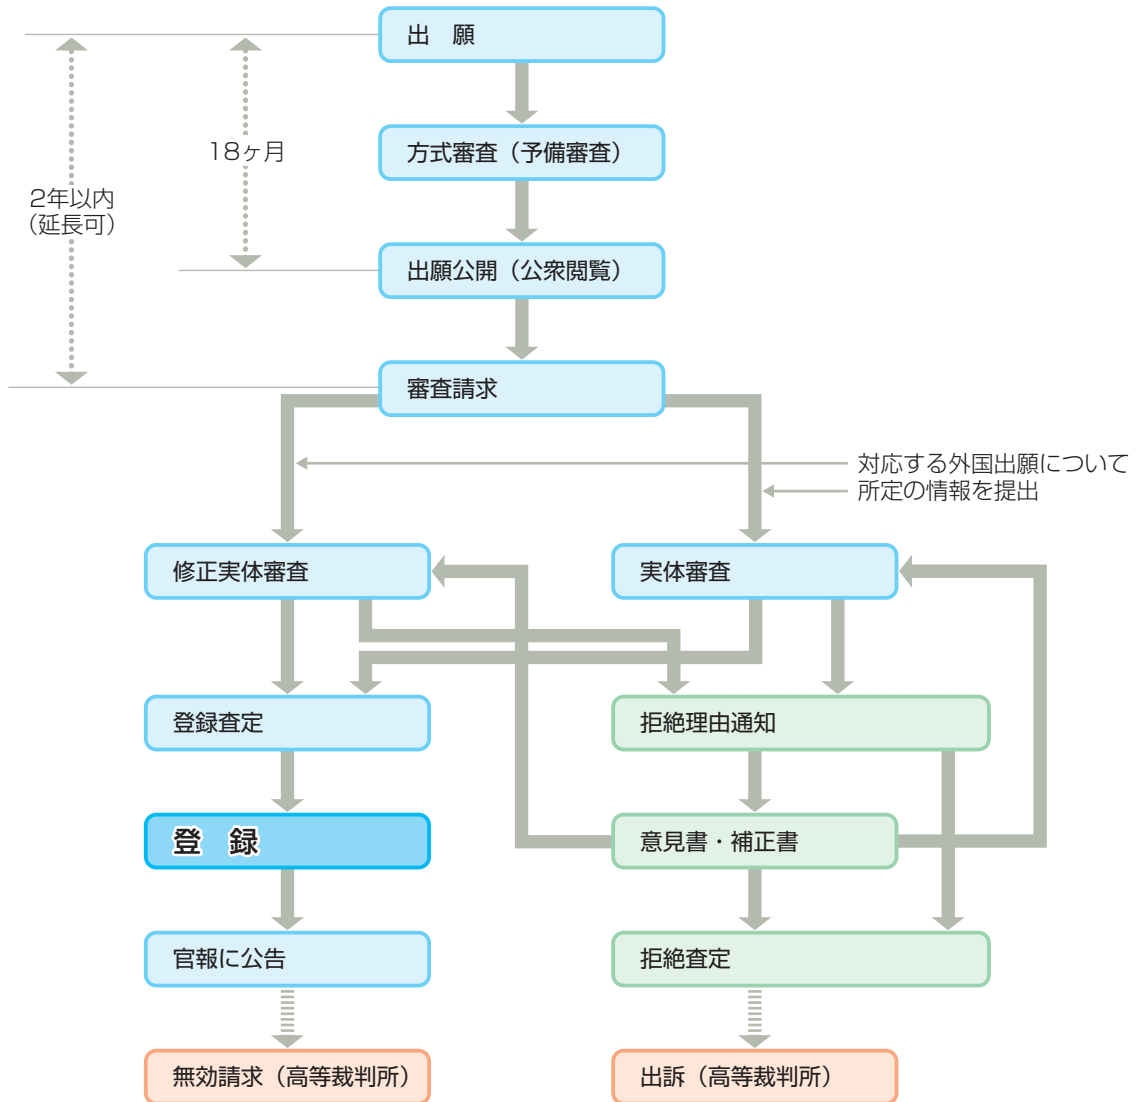 出　願
18ヶ月
方式審査（予備審査）
2年以内
（延長可）
出願公開（公衆閲覧）
審査請求
対応する外国出願について
所定の情報を提出
修正実体審査
実体審査
登録査定
拒絶理由通知
登　録
意見書・補正書
官報に公告
拒絶査定
無効請求（高等裁判所）
出訴（高等裁判所）